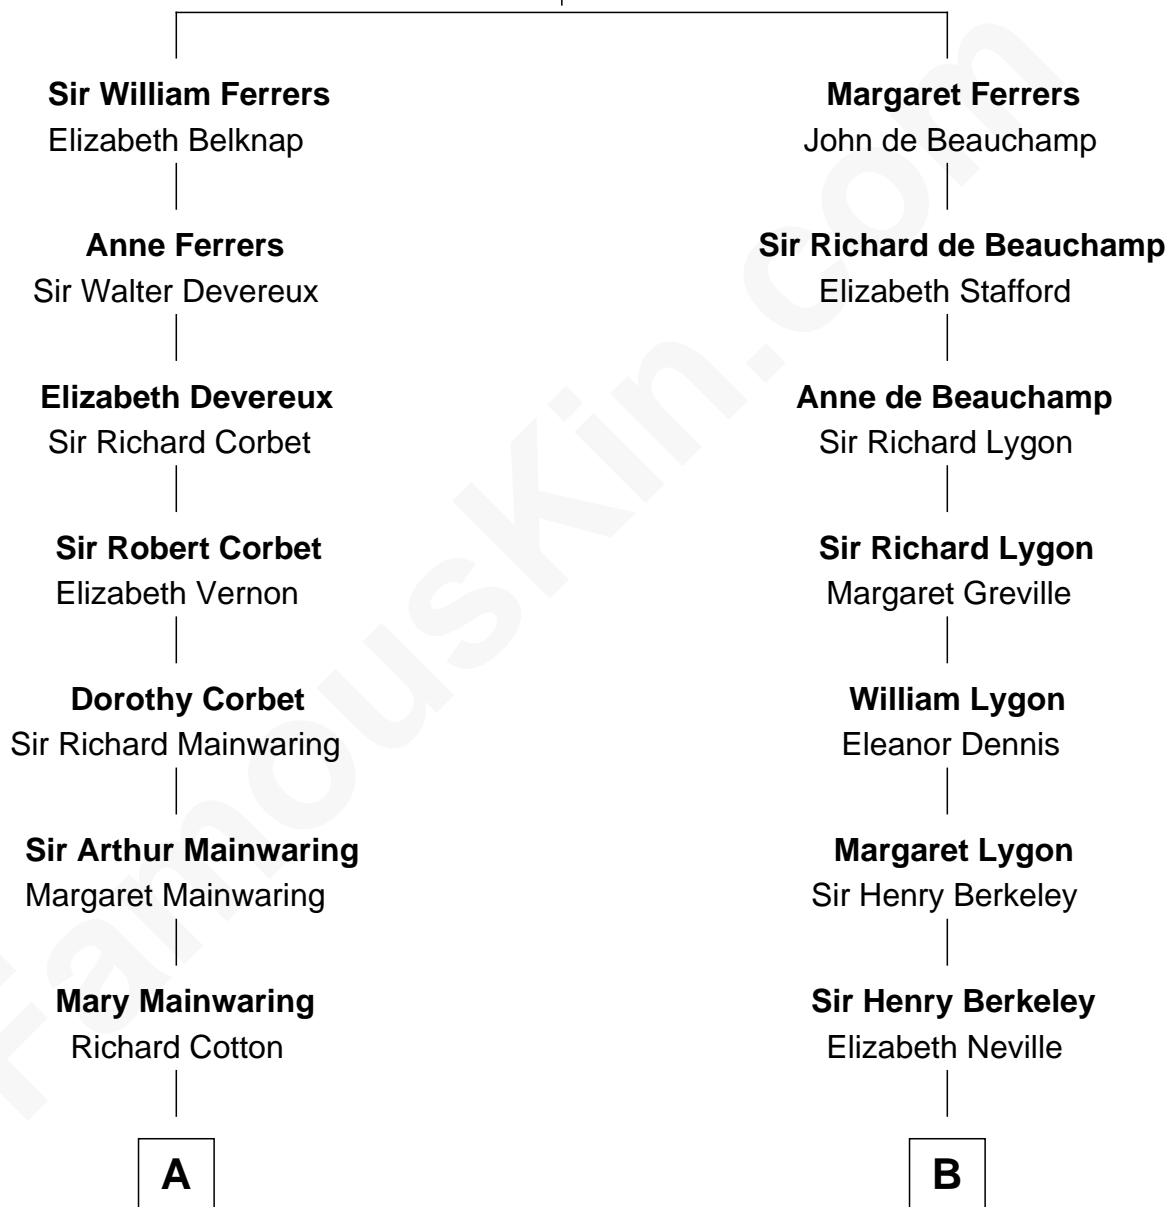 Sir William Ferrers
Elizabeth Belknap
Anne Ferrers
Sir Walter Devereux
Elizabeth Devereux
Sir Richard Corbet
Sir Robert Corbet
Elizabeth Vernon
Dorothy Corbet
Sir Richard Mainwaring
Sir Arthur Mainwaring
Margaret Mainwaring
Mary Mainwaring
Richard Cotton
A
Margaret Ferrers
John de Beauchamp
Sir Richard de Beauchamp
Elizabeth Stafford
Anne de Beauchamp
Sir Richard Lygon
Sir Richard Lygon
Margaret Greville
William Lygon
Eleanor Dennis
Margaret Lygon
Sir Henry Berkeley
Sir Henry Berkeley
Elizabeth Neville
B
FamousKin.com